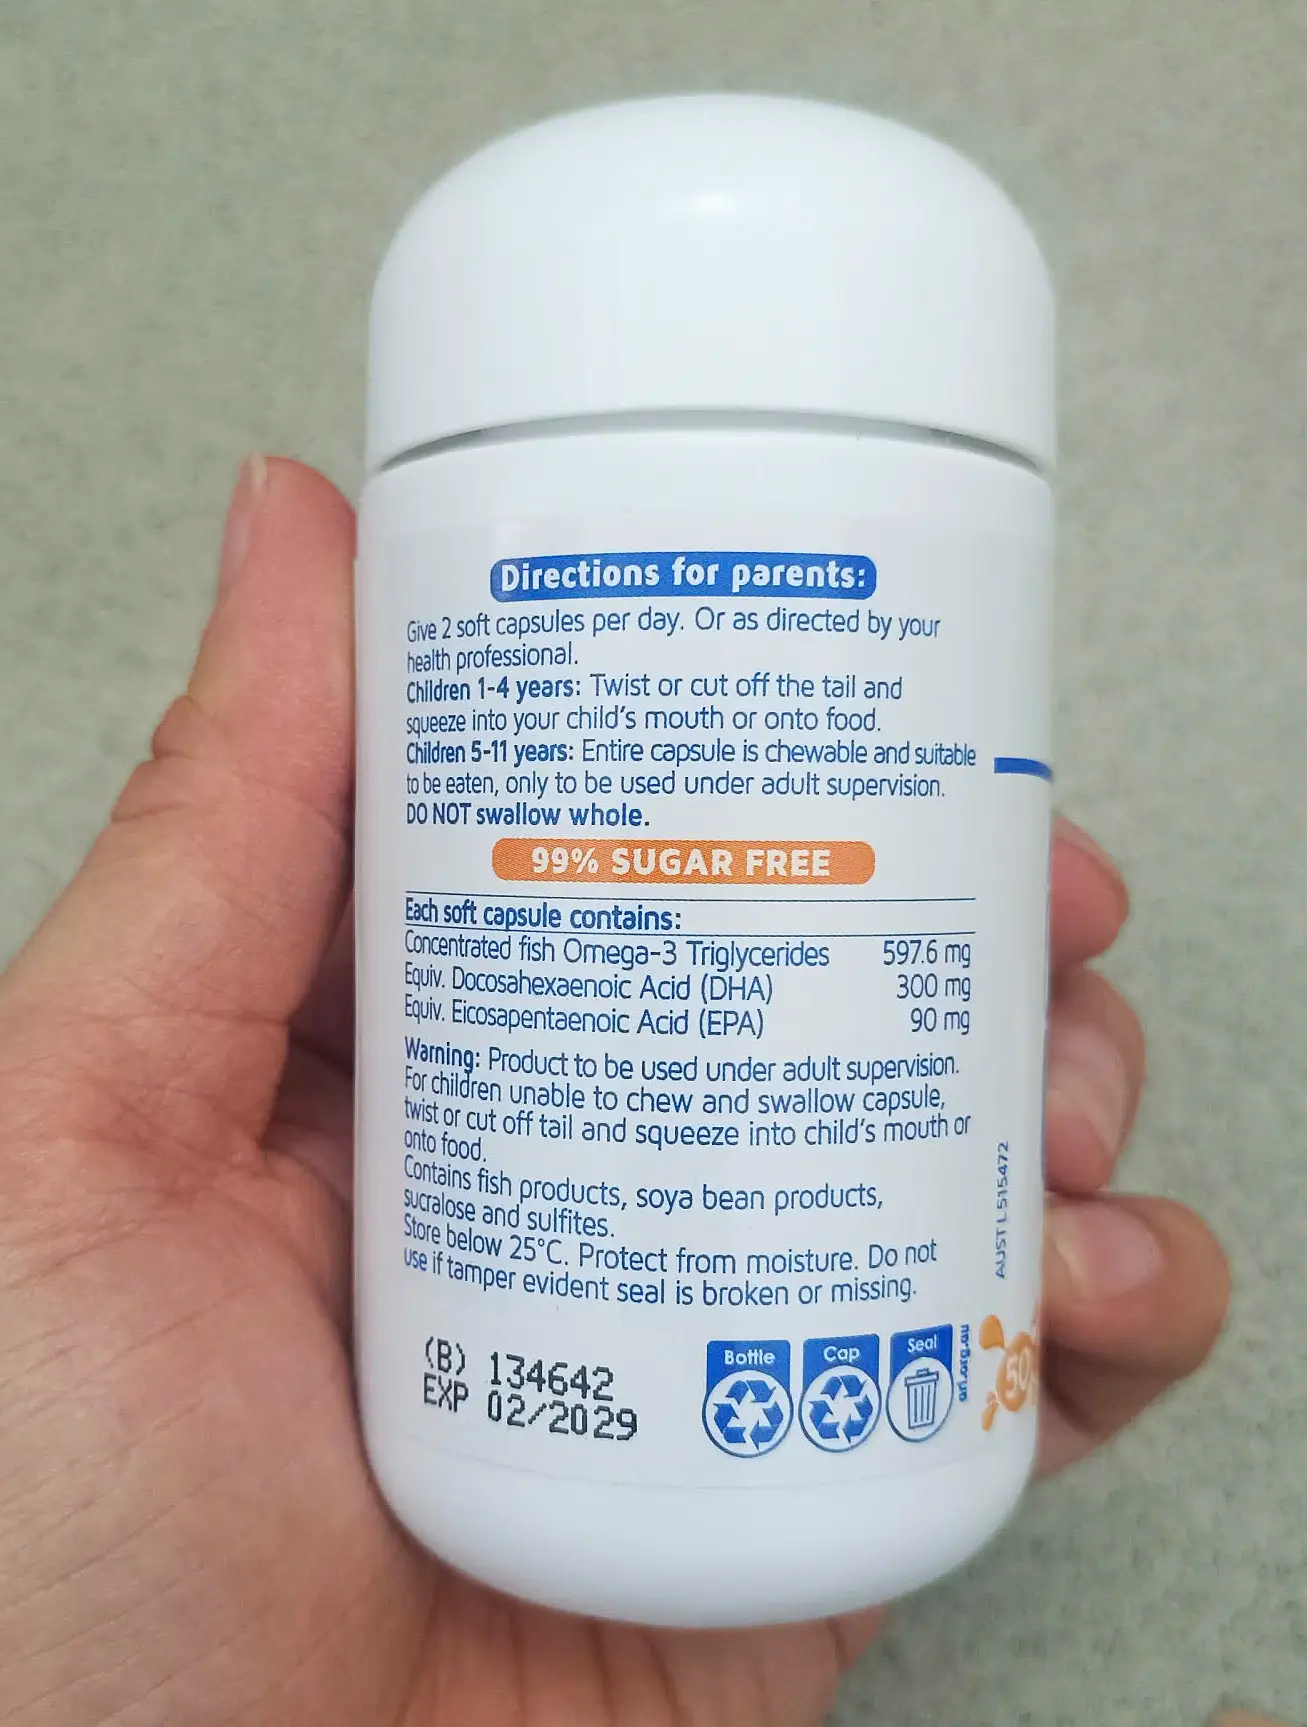 Directions for parents:
Give 2 soft capsules per day. Or as directed by your
health professional.
Children 1-4 years: Twist or cut off the tail and
squeeze into your child's mouth or onto food.
Children 5-11 years: Entire capsule is chewable and suitable
to be eaten, only to be used under adult supervision.
DO NOT swallow whole.
99% SUGAR FREE
Each soft capsule contains:
Concentrated fish Omega-3 Triglycerides 597.6 mg
Equiv. Docosahexaenoic Acid (DHA) 300 mg
Equiv. Eicosapentaenoic Acid (EPA) 90 mg
Warning: Product to be used under adult supervision.
For children unable to chew and swallow capsule,
twist or cut off tail and squeeze into child's mouth or
onto food.
Contains fish products, soya bean products,
sucralose and sulfites.
Store below 25°C. Protect from moisture. Do not
use if tamper evident seal is broken or missing.
(B) 134642
EXP 02/2029
Bottle
Cap
Seal
AUST L 515472
50